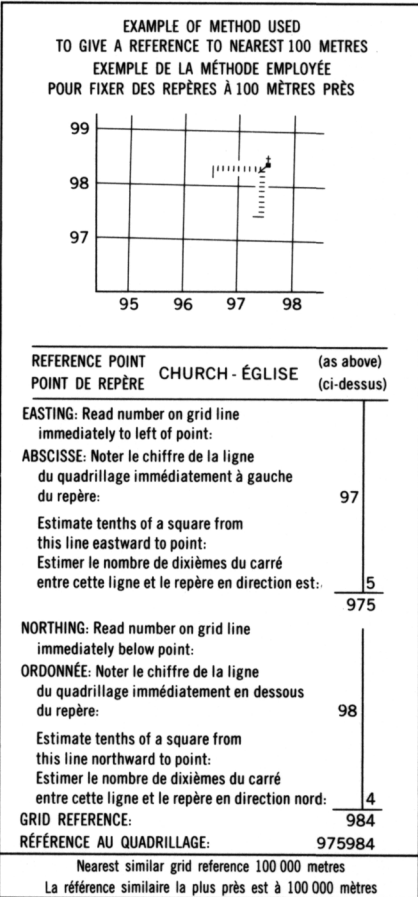 EXAMPLE OF METHOD USED
TO GIVE A REFERENCE TO NEAREST 100 METRES
EXEMPLE DE LA MÉTHODE EMPLOYÉE
POUR FIXER DES REPÈRES À 100 MÈTRES PRÈS
99
98
97
95 96 97 98
REFERENCE POINT
POINT DE REPÈRE
CHURCH - ÉGLISE
(as above)
(ci-dessus)
EASTING: Read number on grid line
immediately to left of point:
ABSCISSE: Noter le chiffre de la ligne
du quadrillage immédiatement à gauche
du repère: 97
Estimate tenths of a square from
this line eastward to point:
Estimer le nombre de dixièmes du carré
entre cette ligne et le repère en direction est: 5
975
NORTHING: Read number on grid line
immediately below point:
ORDONNÉE: Noter le chiffre de la ligne
du quadrillage immédiatement en dessous
du repère: 98
Estimate tenths of a square from
this line northward to point:
Estimer le nombre de dixièmes du carré
entre cette ligne et le repère en direction nord: 4
GRID REFERENCE: 984
RÉFÉRENCE AU QUADRILLAGE: 975984
Nearest similar grid reference 100 000 metres
La référence similaire la plus près est à 100 000 mètres